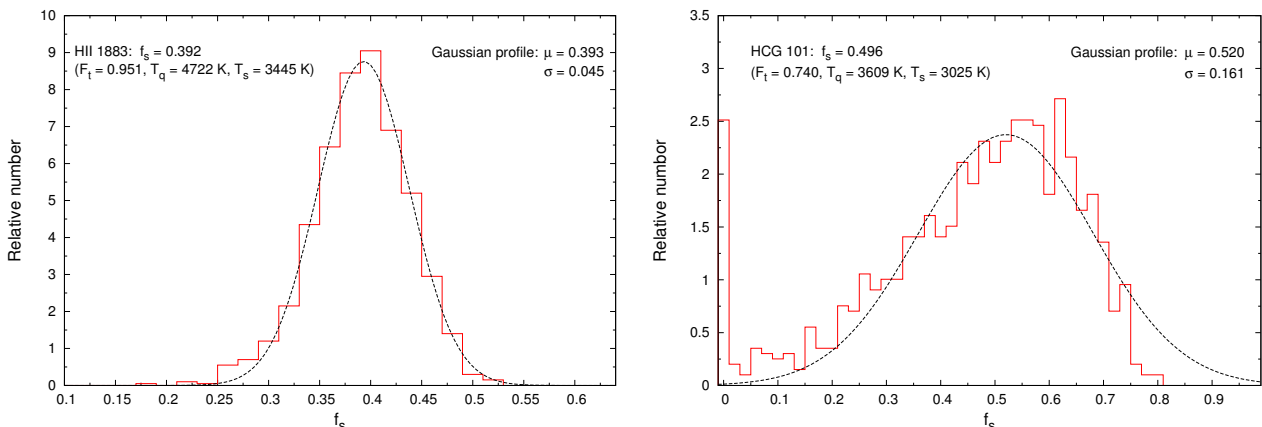 10
9
8
7
6
5
4
3
2
1
0
Relative number
HII 1883: f_s = 0.392
(F_t = 0.951, T_q = 4722 K, T_s = 3445 K)
Gaussian profile: μ = 0.393
σ = 0.045
0.1 0.15 0.2 0.25 0.3 0.35 0.4 0.45 0.5 0.55 0.6
f_s
3.5
3
2.5
2
1.5
1
0.5
0
Relative numbor
HCG 101: f_s = 0.496
(F_t = 0.740, T_q = 3609 K, T_s = 3025 K)
Gaussian profile: μ = 0.520
σ = 0.161
0 0.1 0.2 0.3 0.4 0.5 0.6 0.7 0.8 0.9
f_s